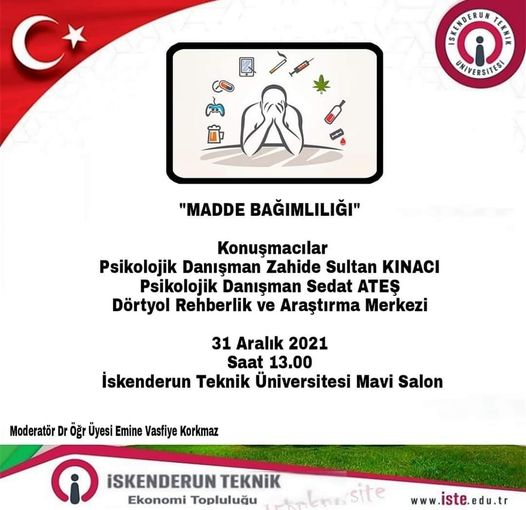 İSKENDERUN TEKNİK
ÜNİVERSİTESİ
"MADDE BAĞIMLILIĞI"
Konuşmacılar
Psikolojik Danışman Zahide Sultan KINACI
Psikolojik Danışman Sedat ATEŞ
Dörtyol Rehberlik ve Araştırma Merkezi
31 Aralık 2021
Saat 13.00
İskenderun Teknik Üniversitesi Mavi Salon
Moderatör Dr Öğr Üyesi Emine Vasfiye Korkmaz
İSKENDERUN TEKNİK
Ekonomi Topluluğu
site
www.iste.edu.tr